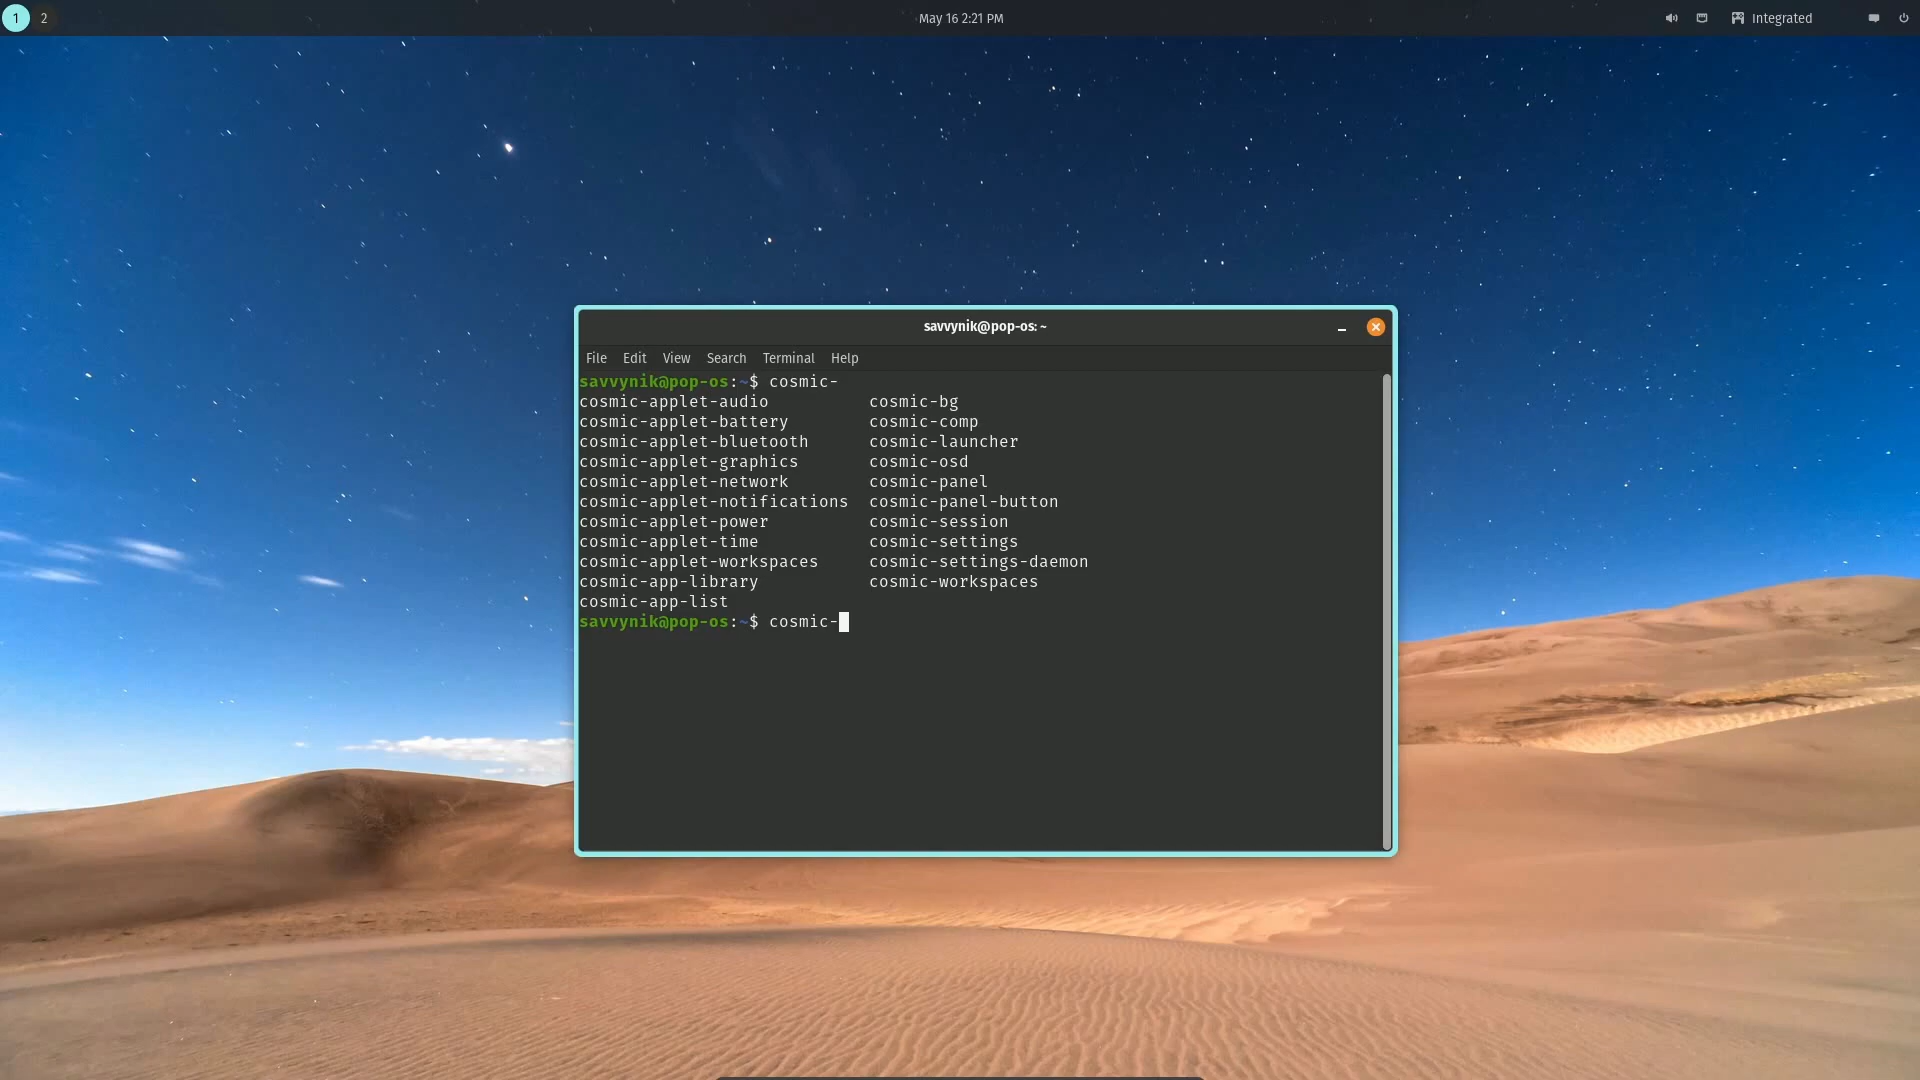 1 2 May 16 2:21 PM Integrated
savvynik@pop-os: ~
File Edit View Search Terminal Help
savvynik@pop-os:~$ cosmic-
cosmic-applet-audio cosmic-bg
cosmic-applet-battery cosmic-comp
cosmic-applet-bluetooth cosmic-launcher
cosmic-applet-graphics cosmic-osd
cosmic-applet-network cosmic-panel
cosmic-applet-notifications cosmic-panel-button
cosmic-applet-power cosmic-session
cosmic-applet-time cosmic-settings
cosmic-applet-workspaces cosmic-settings-daemon
cosmic-app-library cosmic-workspaces
cosmic-app-list
savvynik@pop-os:~$ cosmic-